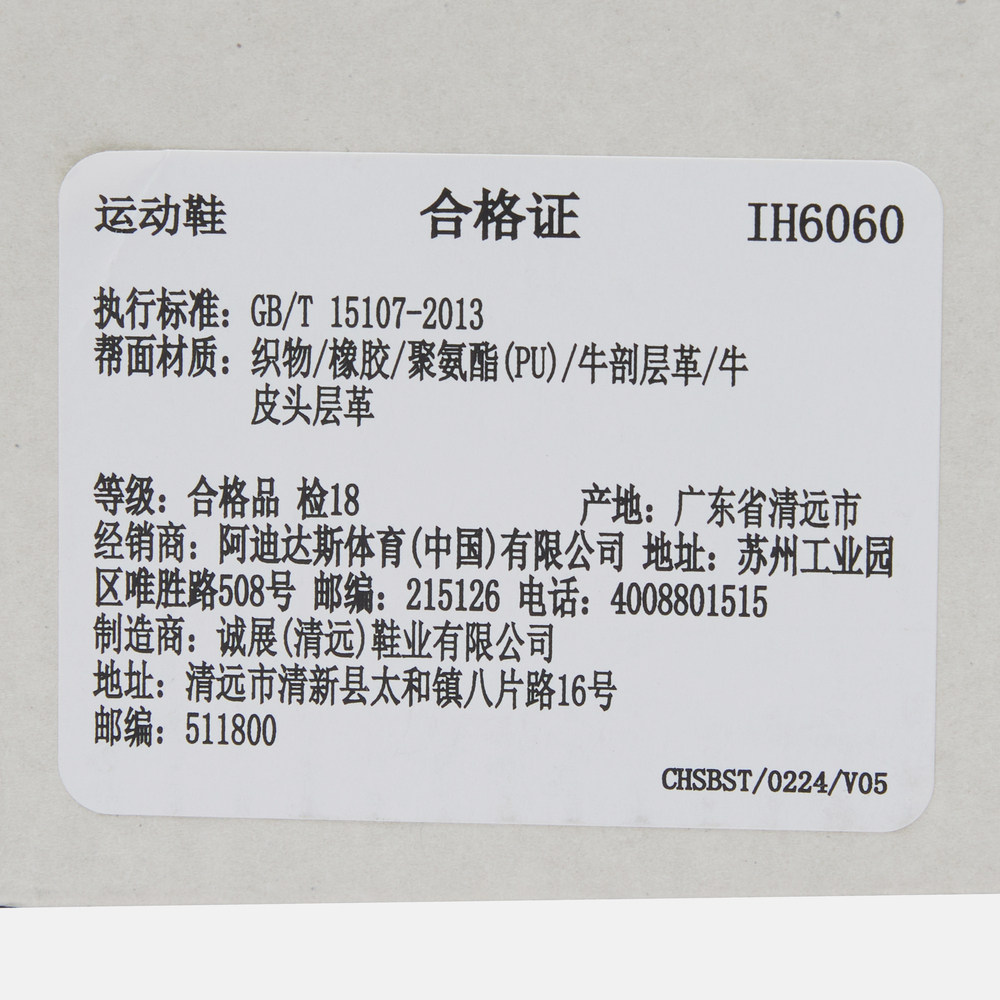 运动鞋 合格证 IH6060
执行标准：GB/T 15107-2013
帮面材质：织物/橡胶/聚氨酯(PU)/牛剖层革/牛
皮头层革
等级：合格品 检18 产地：广东省清远市
经销商：阿迪达斯体育(中国)有限公司 地址：苏州工业园
区唯胜路508号 邮编：215126 电话：4008801515
制造商：诚展(清远)鞋业有限公司
地址：清远市清新县太和镇八片路16号
邮编：511800
CHSBST/0224/V05